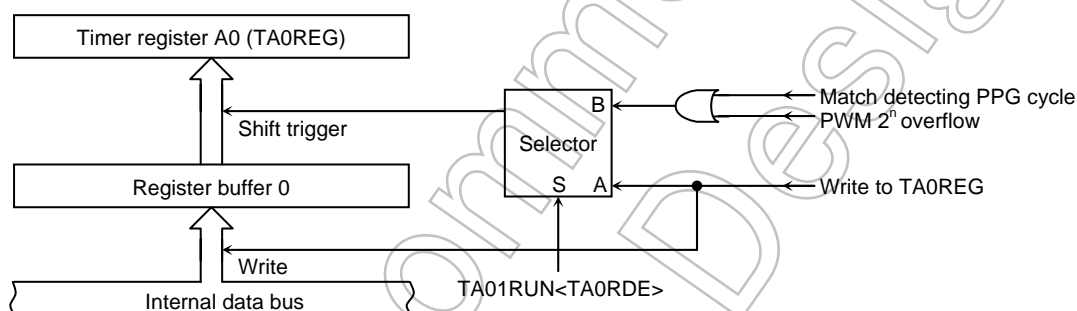 Timer register A0 (TA0REG)
B
Match detecting PPG cycle
Shift trigger
PWM 2ⁿ overflow
Selector
Register buffer 0
S A
Write to TA0REG
Write
TA01RUN<TA0RDE>
Internal data bus